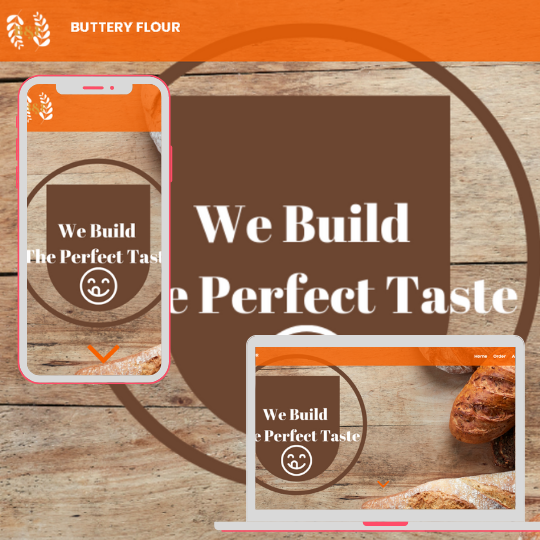 BUTTERY FLOUR
We Build
The Perfect Tast
We Build
e Perfect Taste
Home Order A
We Build
e Perfect Taste